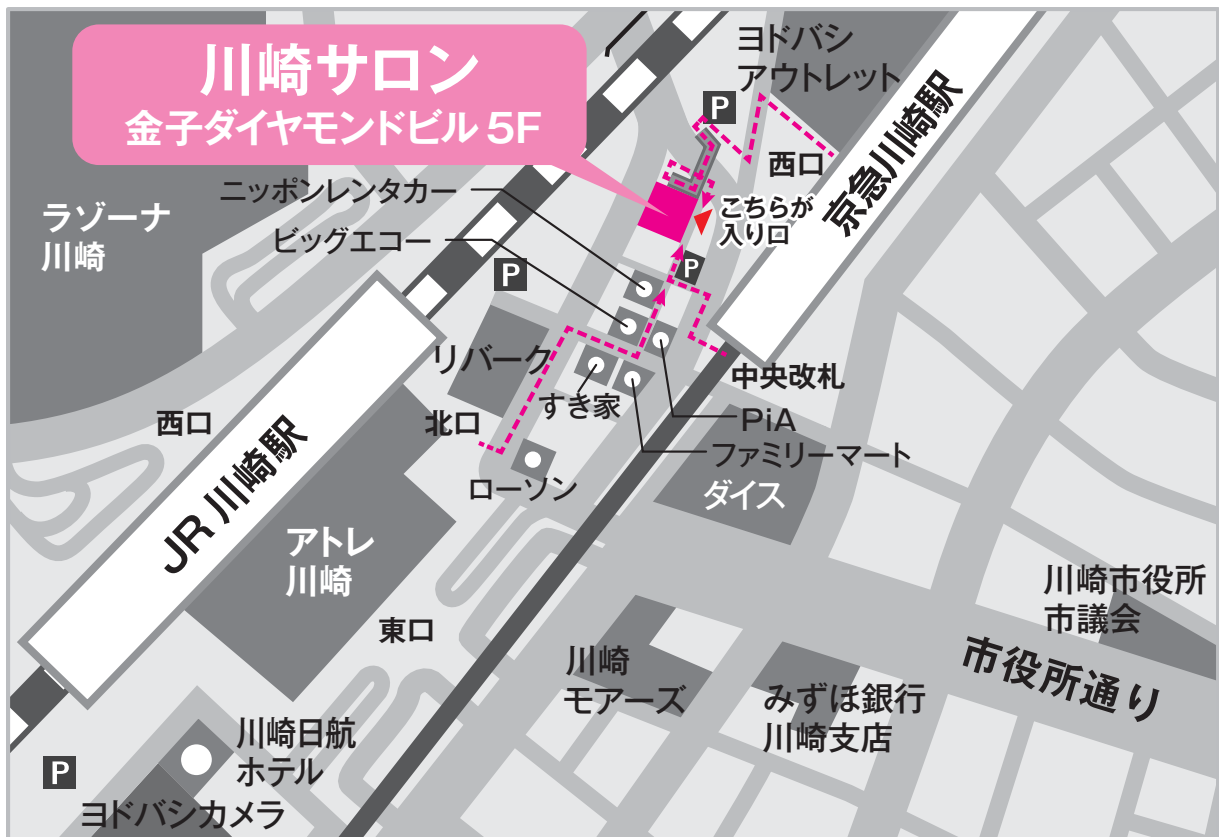 川崎サロン
金子ダイヤモンドビル 5F
ヨドバシ
アウトレット
P
西口
京急川崎駅
ニッポンレンタカー
こちらが
入り口
ラゾーナ
川崎
ビッグエコー
P
P
リバーク
中央改札
すき家
PiA
西口
北口
ファミリーマート
JR 川崎駅
ローソン
ダイス
アトレ
川崎
川崎市役所
市議会
東口
川崎
モアーズ
市役所通り
みずほ銀行
川崎支店
川崎日航
ホテル
P
ヨドバシカメラ